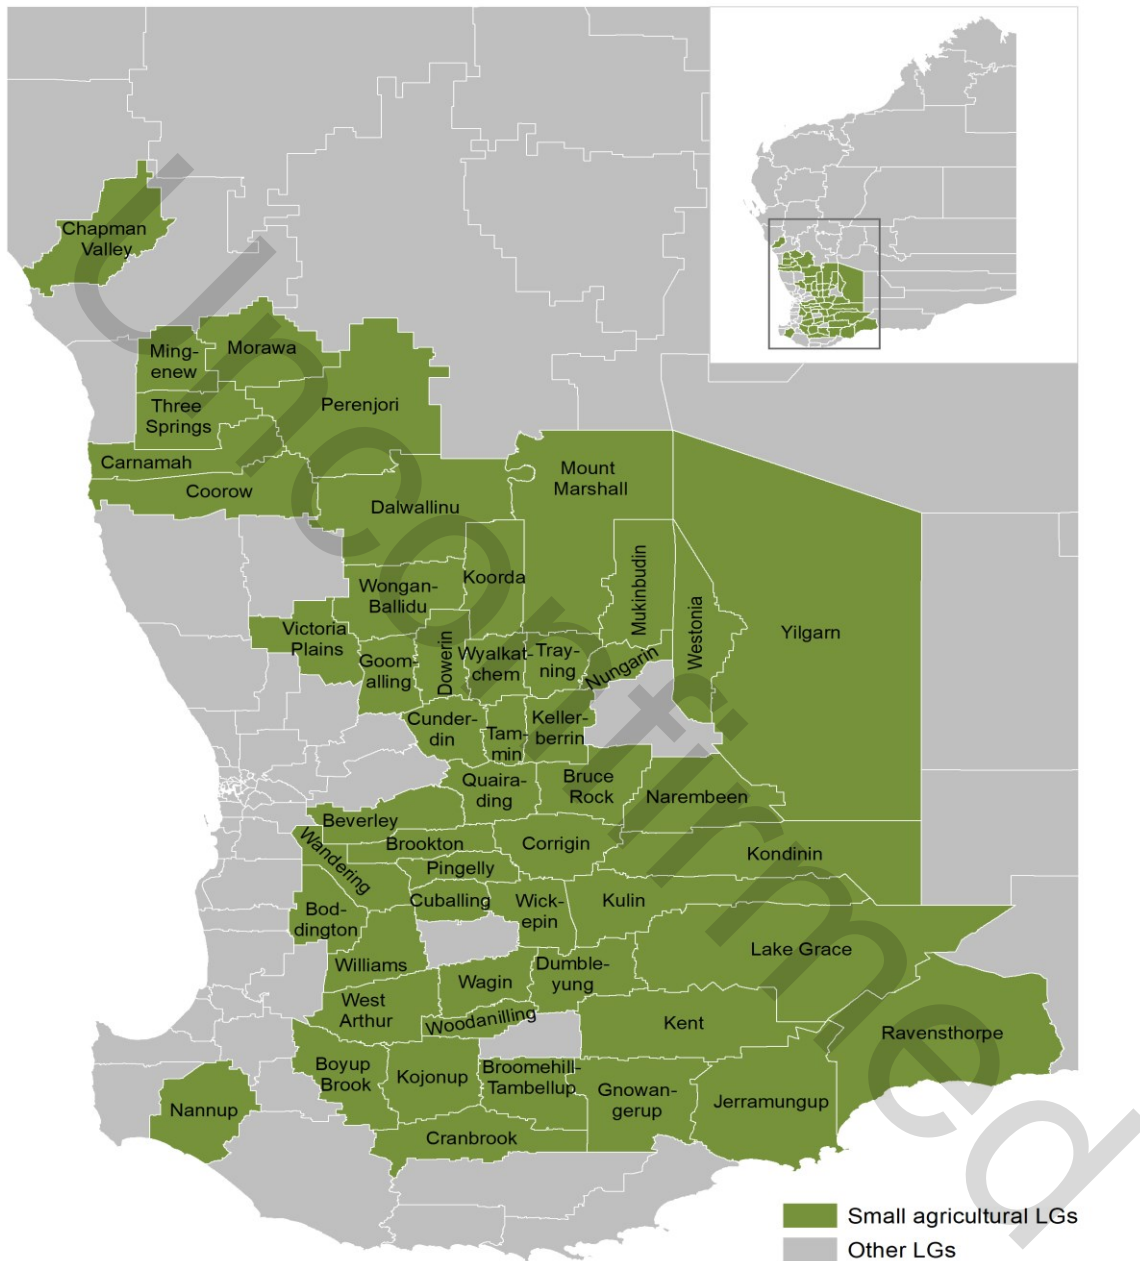 Chapman
Valley
Ming-
enew
Morawa
Three
Springs
Perenjori
Carnamah
Coorow
Mount
Marshall
Dalwallinu
Koorda
Mukinbudin
Westonia
Wongan-
Ballidu
Yilgarn
Victoria
Plains
Goom-
alling
Dowerin
Wyalkat-
chem
Tray-
ning
Nungarin
Cunder-
din
Tam-
min
Keller-
berrin
Quaira-
ding
Bruce
Rock
Narembeen
Beverley
Brookton
Corrigin
Kondinin
Wandering
Pingelly
Cuballing
Wick-
epin
Kulin
Bod-
dington
Williams
Wagin
Dumble-
yung
Lake Grace
West
Arthur
Woodanilling
Kent
Ravensthorpe
Boyup
Brook
Kojonup
Broomehill-
Tambellup
Gnowan-
gerup
Jerramungup
Nannup
Cranbrook
Small agricultural LGs
Other LGs
Unconfirmed